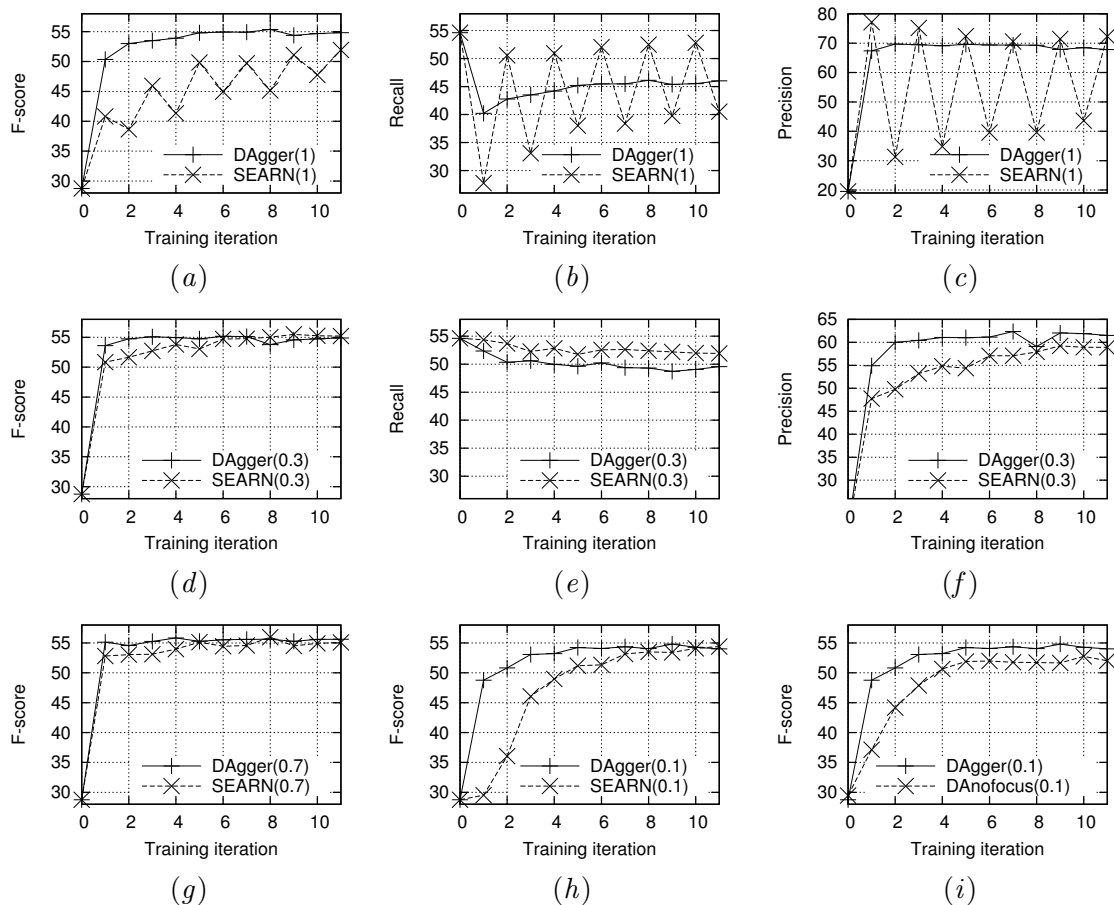 F-score
55
50
45
40
35
30
DAgger(1)
SEARN(1)
0 2 4 6 8 10
Training iteration
(a)
Recall
55
50
45
40
35
30
DAgger(1)
SEARN(1)
0 2 4 6 8 10
Training iteration
(b)
Precision
80
70
60
50
40
30
20
DAgger(1)
SEARN(1)
0 2 4 6 8 10
Training iteration
(c)
F-score
55
50
45
40
35
30
DAgger(0.3)
SEARN(0.3)
0 2 4 6 8 10
Training iteration
(d)
Recall
55
50
45
40
35
30
DAgger(0.3)
SEARN(0.3)
0 2 4 6 8 10
Training iteration
(e)
Precision
65
60
55
50
45
40
35
30
DAgger(0.3)
SEARN(0.3)
0 2 4 6 8 10
Training iteration
(f)
F-score
55
50
45
40
35
30
DAgger(0.7)
SEARN(0.7)
0 2 4 6 8 10
Training iteration
(g)
F-score
55
50
45
40
35
30
DAgger(0.1)
SEARN(0.1)
0 2 4 6 8 10
Training iteration
(h)
F-score
55
50
45
40
35
30
DAgger(0.1)
DAnofocus(0.1)
0 2 4 6 8 10
Training iteration
(i)